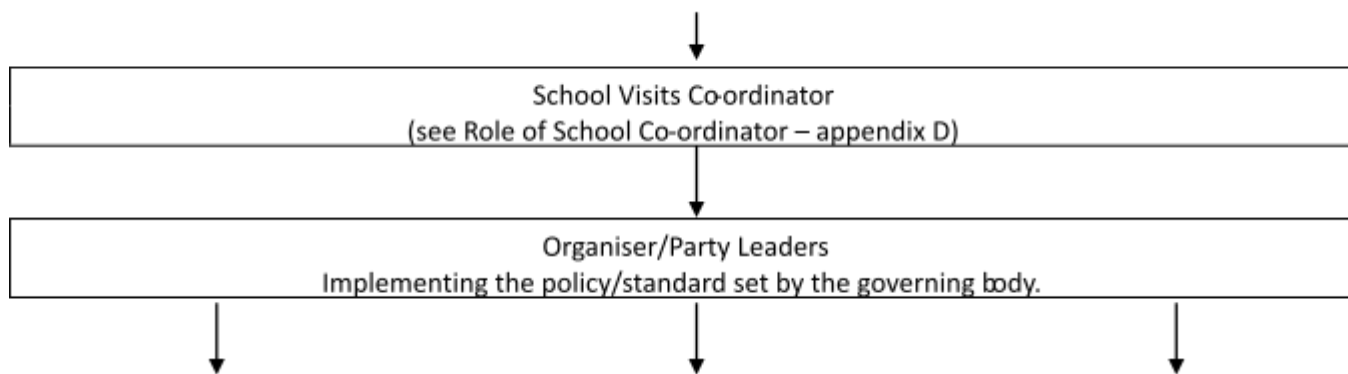 School Visits Co-ordinator
(see Role of School Co-ordinator – appendix D)
Organiser/Party Leaders
Implementing the policy/standard set by the governing body.